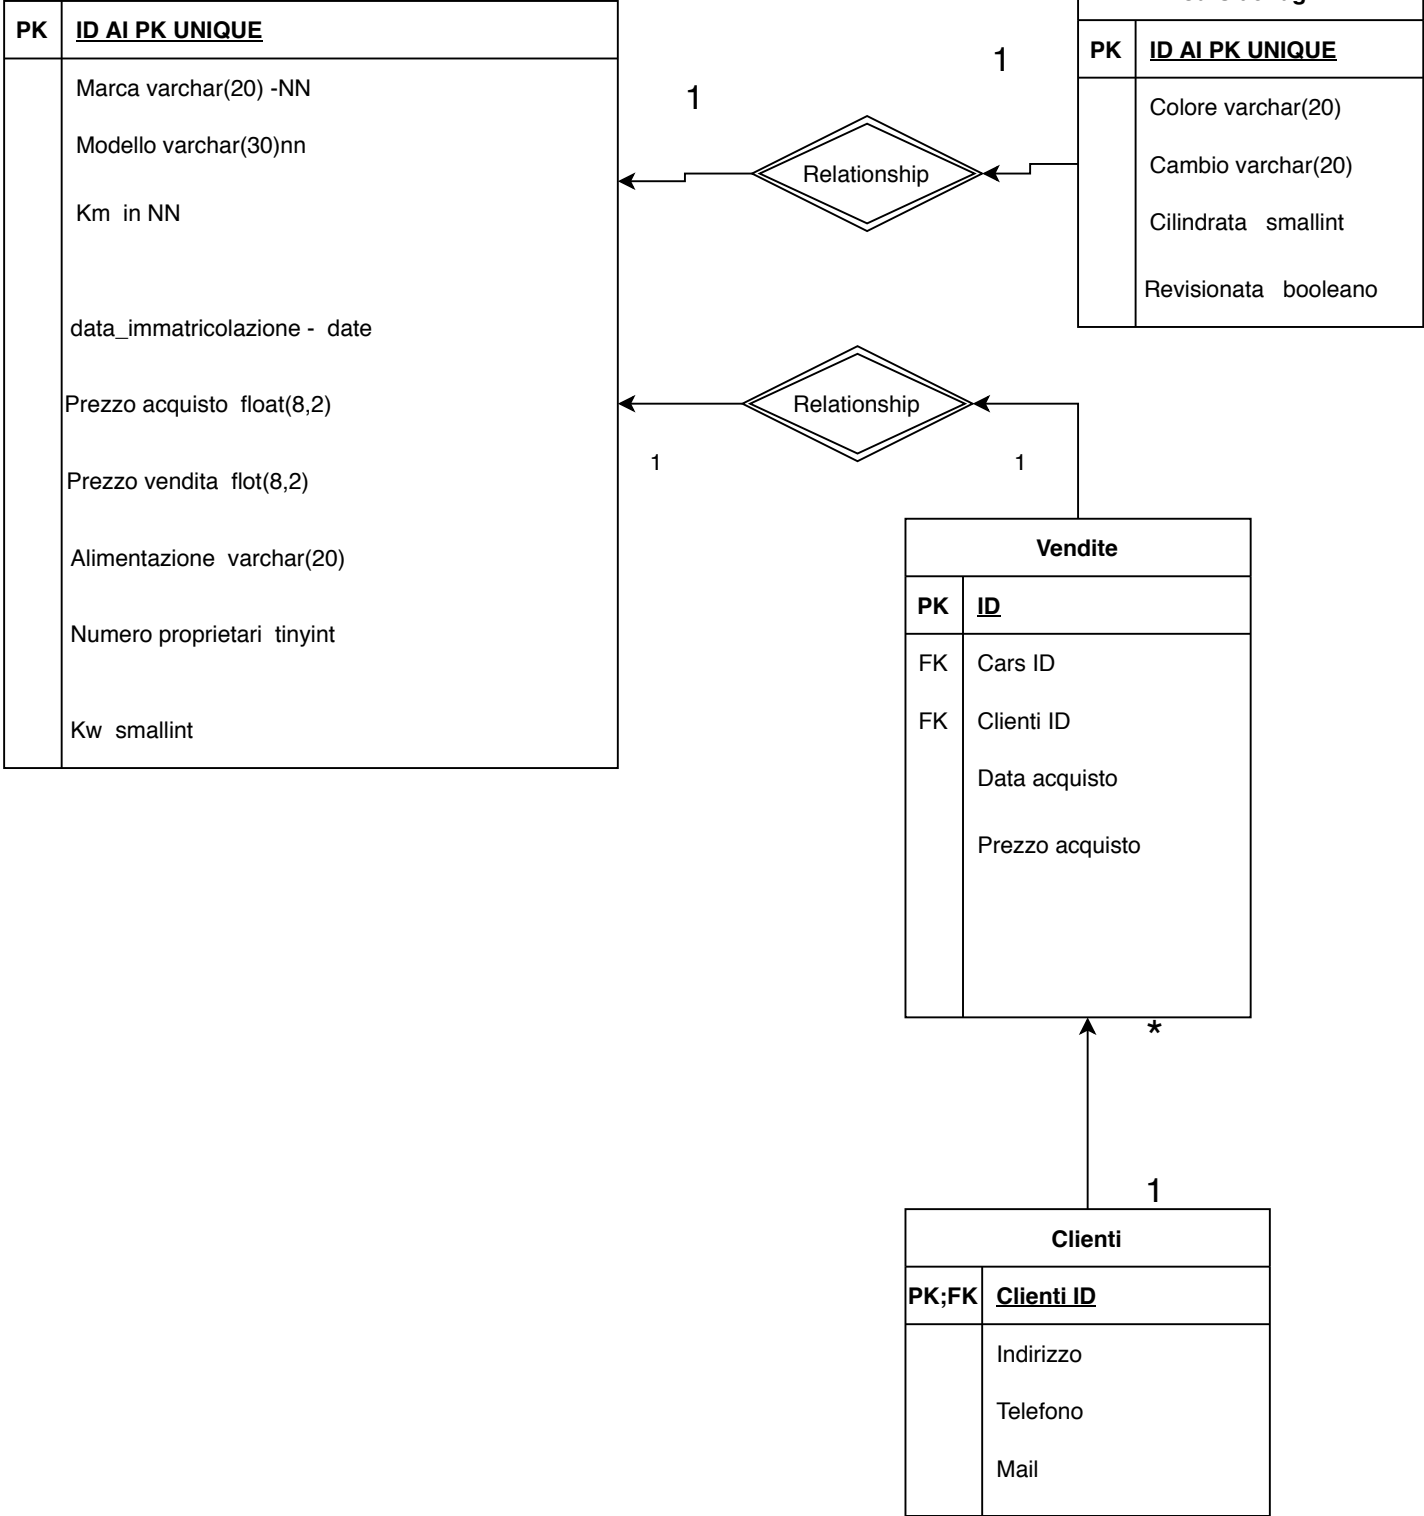 PK ID AI PK UNIQUE
Marca varchar(20) -NN
Modello varchar(30)nn
Km in NN
data_immatricolazione - date
Prezzo acquisto float(8,2)
Prezzo vendita flot(8,2)
Alimentazione varchar(20)
Numero proprietari tinyint
Kw smallint
1
Relationship
1
PK ID AI PK UNIQUE
Colore varchar(20)
Cambio varchar(20)
Cilindrata smallint
Revisionata booleano
Relationship
1
1
Vendite
PK ID
FK Cars ID
FK Clienti ID
Data acquisto
Prezzo acquisto
*
1
Clienti
PK;FK Clienti ID
Indirizzo
Telefono
Mail